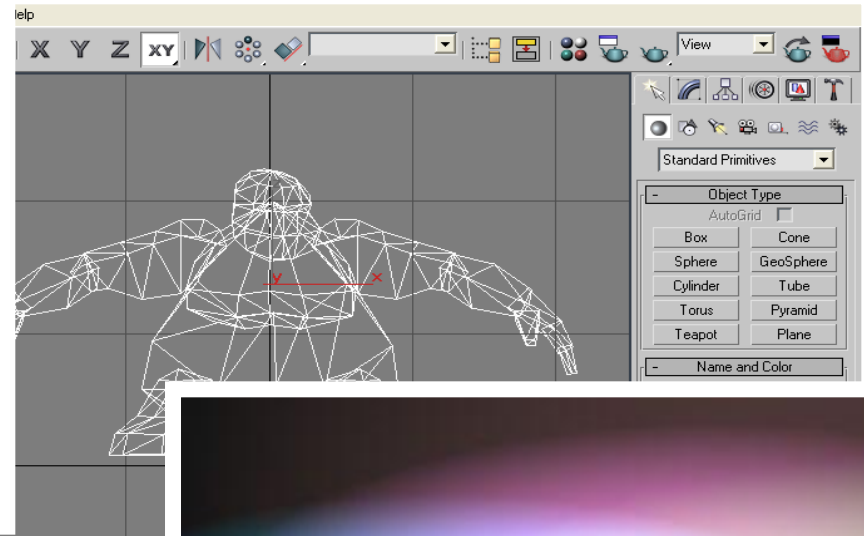 Help
X Y Z XY View
Standard Primitives
- Object Type
AutoGrid
Box Cone
Sphere GeoSphere
Cylinder Tube
Torus Pyramid
Teapot Plane
- Name and Color
y x